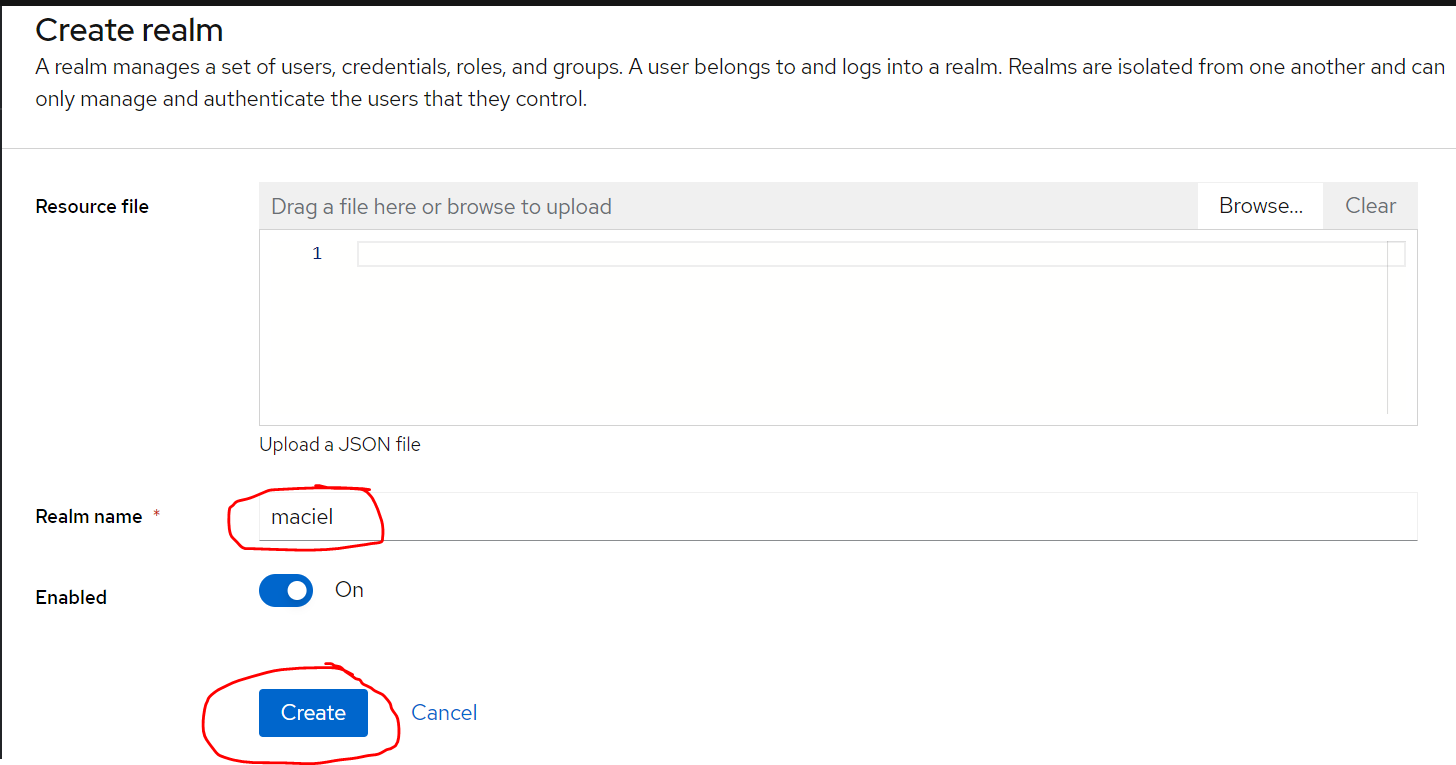 Create realm
A realm manages a set of users, credentials, roles, and groups. A user belongs to and logs into a realm. Realms are isolated from one another and can
only manage and authenticate the users that they control.
Resource file
Drag a file here or browse to upload
Browse...
Clear
1
Upload a JSON file
Realm name *
maciel
Enabled
On
Create
Cancel